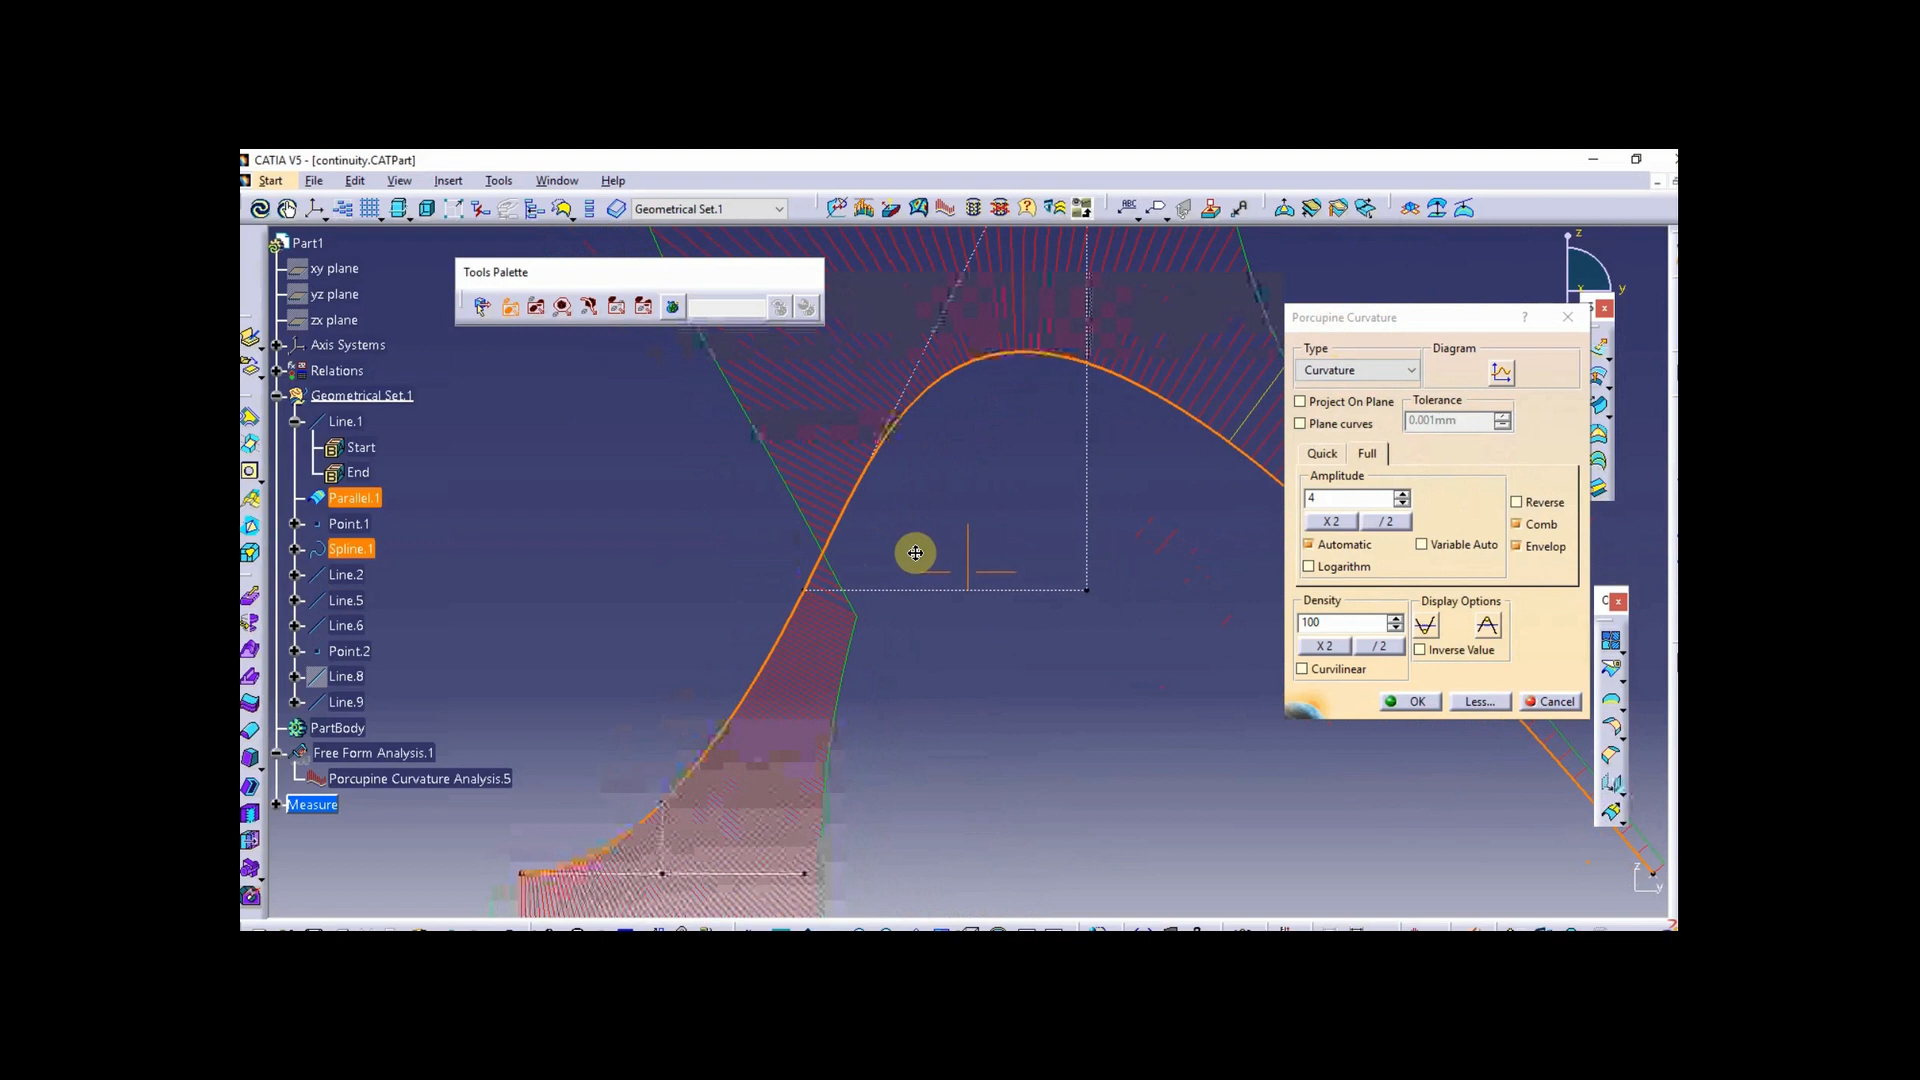 CATIA V5 - [continuity.CATPart]
Start File Edit View Insert Tools Window Help
Geometrical Set.1
Part1
xy plane
yz plane
zx plane
Axis Systems
Relations
Geometrical Set.1
Line.1
Start
End
Parallel.1
Point.1
Spline.1
Line.2
Line.5
Line.6
Point.2
Line.8
Line.9
PartBody
Free Form Analysis.1
Porcupine Curvature Analysis.5
Measure
Tools Palette
z
x y
Porcupine Curvature ?
Type Diagram
Curvature
Project On Plane Tolerance
Plane curves 0.001mm
Quick Full
Amplitude
4 Reverse
X 2 / 2 Comb
Automatic Variable Auto Envelop
Logarithm
Density Display Options
100
X 2 / 2 Inverse Value
Curvilinear
OK Less... Cancel
C
z
y